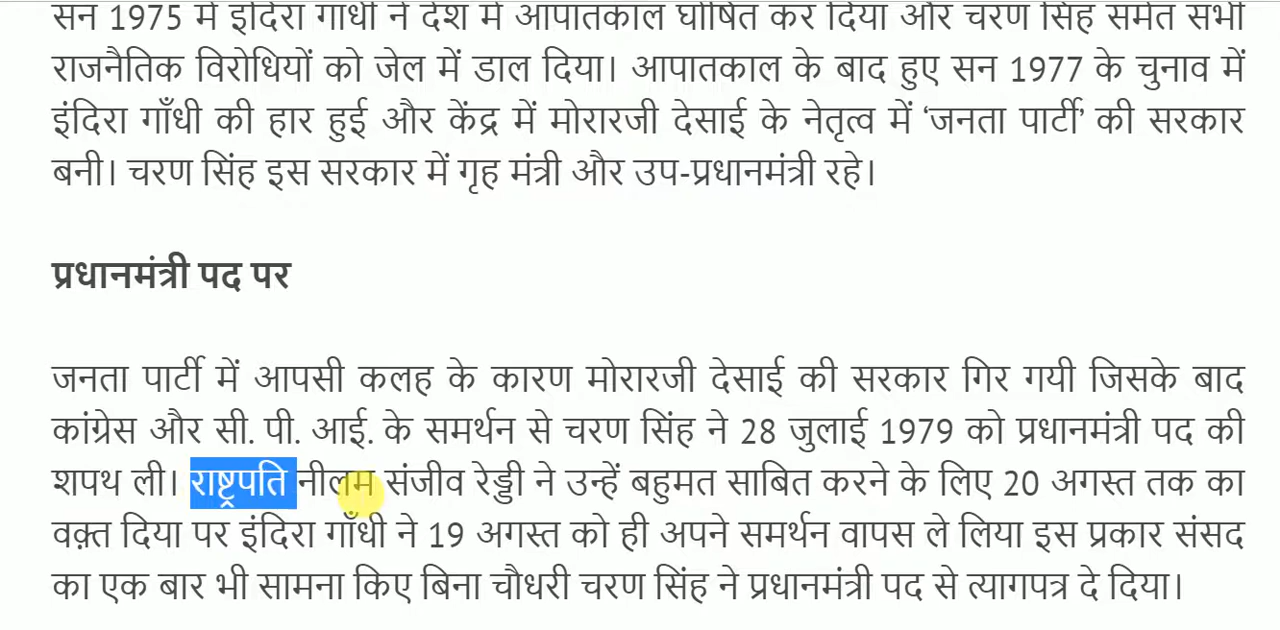 सन 1975 में इंदिरा गाँधी ने देश में आपातकाल घोषित कर दिया और चरण सिंह समेत सभी
राजनैतिक विरोधियों को जेल में डाल दिया। आपातकाल के बाद हुए सन 1977 के चुनाव में
इंदिरा गाँधी की हार हुई और केंद्र में मोरारजी देसाई के नेतृत्व में ‘जनता पार्टी’ की सरकार
बनी। चरण सिंह इस सरकार में गृह मंत्री और उप-प्रधानमंत्री रहे।
प्रधानमंत्री पद पर
जनता पार्टी में आपसी कलह के कारण मोरारजी देसाई की सरकार गिर गयी जिसके बाद
कांग्रेस और सी. पी. आई. के समर्थन से चरण सिंह ने 28 जुलाई 1979 को प्रधानमंत्री पद की
शपथ ली। राष्ट्रपति नीलम संजीव रेड्डी ने उन्हें बहुमत साबित करने के लिए 20 अगस्त तक का
वक़्त दिया पर इंदिरा गाँधी ने 19 अगस्त को ही अपने समर्थन वापस ले लिया इस प्रकार संसद
का एक बार भी सामना किए बिना चौधरी चरण सिंह ने प्रधानमंत्री पद से त्यागपत्र दे दिया।